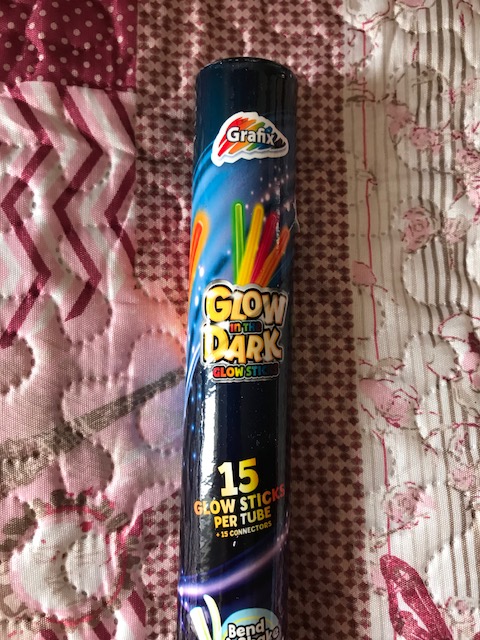 Grafix
GLOW
IN THE
DARK
GLOW STICKS
15
GLOW STICKS
PER TUBE
+ 15 CONNECTORS
Bend